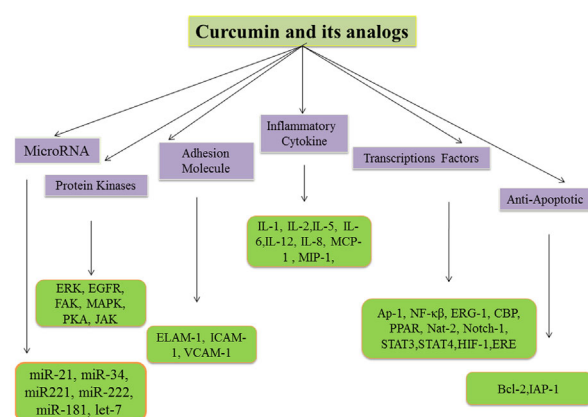 Curcumin and its analogs
MicroRNA
Protein Kinases
Adhesion
Molecule
Inflammatory
Cytokine
Transcriptions Factors
Anti-Apoptotic
ERK, EGFR,
FAK, MAPK,
PKA, JAK
miR-21, miR-34,
miR221, miR-222,
miR-181, let-7
ELAM-1, ICAM-
1, VCAM-1
IL-1, IL-2,IL-5, IL-
6,IL-12, IL-8, MCP-
1 , MIP-1,
Ap-1, NF-κβ, ERG-1, CBP,
PPAR, Nat-2, Notch-1,
STAT3,STAT4,HIF-1,ERE
Bcl-2,IAP-1